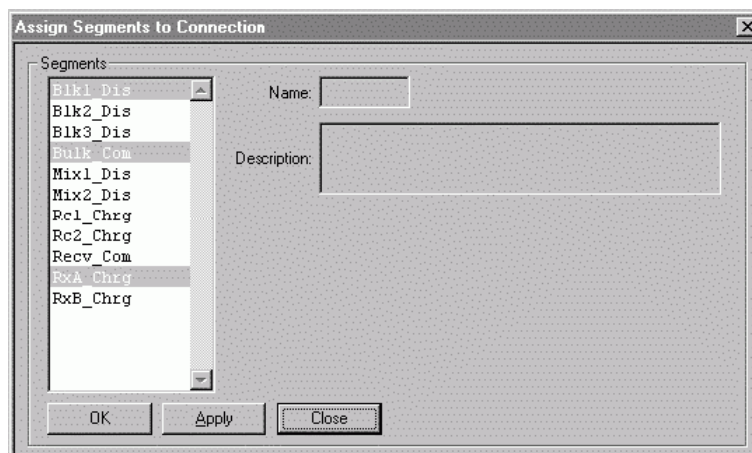 Assign Segments to Connection
Segments
Blk1_Dis
Blk2_Dis
Blk3_Dis
Bulk_Com
Mix1_Dis
Mix2_Dis
Rc1_Chrg
Rc2_Chrg
Recv_Com
RxA_Chrg
RxB_Chrg
Name:
Description:
OK
Apply
Close